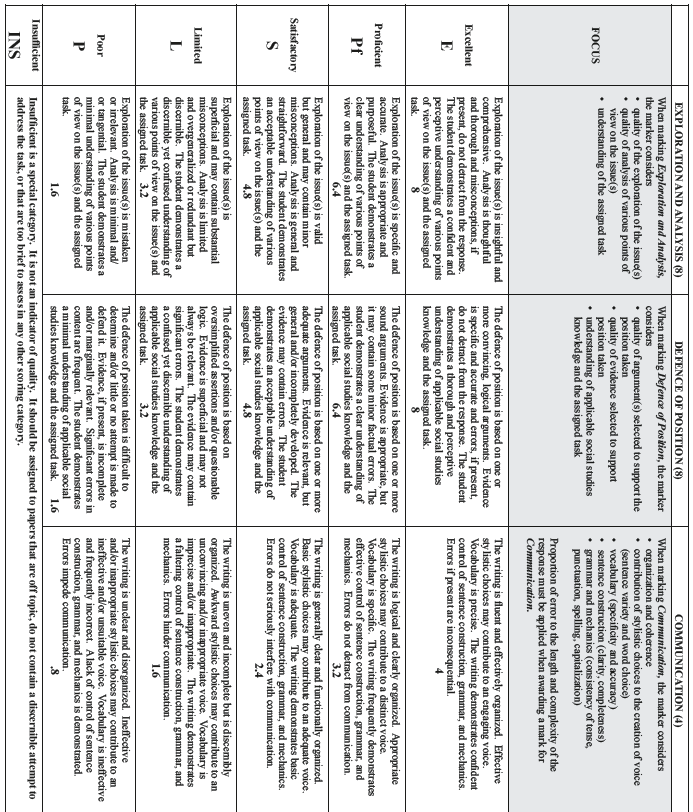 EXPLORATION AND ANALYSIS (8)
DEFENCE OF POSITION (8)
COMMUNICATION (4)
FOCUS
When marking Exploration and Analysis,
the marker considers
• quality of the exploration of the issue(s)
• quality of analysis of various points of
view on the issue(s)
• understanding of the assigned task
When marking Defence of Position, the marker
considers
• quality of argument(s) selected to support the
position taken
• quality of evidence selected to support
position taken
• understanding of applicable social studies
knowledge and the assigned task
When marking Communication, the marker considers
• organization and coherence
• contribution of stylistic choices to the creation of voice
(sentence variety and word choice)
• vocabulary (specificity and accuracy)
• sentence construction (clarity, completeness)
• grammar and mechanics (consistency of tense,
punctuation, spelling, capitalization)
Proportion of error to the length and complexity of the
response must be applied when awarding a mark for
Communication.
Excellent
E
Exploration of the issue(s) is insightful and
comprehensive. Analysis is thoughtful
and thorough and misconceptions, if
present, do not detract from the response.
The student demonstrates a confident and
perceptive understanding of various points
of view on the issue(s) and the assigned
task. 8
The defence of position is based on one or
more convincing, logical arguments. Evidence
is specific and accurate and errors, if present,
do not detract from the response. The student
demonstrates a thorough and perceptive
understanding of applicable social studies
knowledge and the assigned task.
8
The writing is fluent and effectively organized. Effective
stylistic choices may contribute to an engaging voice.
Vocabulary is precise. The writing demonstrates confident
control of sentence construction, grammar, and mechanics.
Errors if present are inconsequential.
4
Proficient
Pf
Exploration of the issue(s) is specific and
accurate. Analysis is appropriate and
purposeful. The student demonstrates a
clear understanding of various points of
view on the issue(s) and the assigned task.
6.4
The defence of position is based on one or more
sound arguments. Evidence is appropriate, but
it may contain some minor factual errors. The
student demonstrates a clear understanding of
applicable social studies knowledge and the
assigned task. 6.4
The writing is logical and clearly organized. Appropriate
stylistic choices may contribute to a distinct voice.
Vocabulary is specific. The writing frequently demonstrates
effective control of sentence construction, grammar, and
mechanics. Errors do not detract from communication.
3.2
Satisfactory
S
Exploration of the issue(s) is valid
but general and may contain minor
misconceptions. Analysis is general and
straightforward. The student demonstrates
an acceptable understanding of various
points of view on the issue(s) and the
assigned task. 4.8
The defence of position is based on one or more
adequate arguments. Evidence is relevant, but
general and/or incompletely developed. The
evidence may contain errors. The student
demonstrates an acceptable understanding of
applicable social studies knowledge and the
assigned task. 4.8
The writing is generally clear and functionally organized.
Basic stylistic choices may contribute to an adequate voice.
Vocabulary is adequate. The writing demonstrates basic
control of sentence construction, grammar, and mechanics.
Errors do not seriously interfere with communication.
2.4
Limited
L
Exploration of the issue(s) is
superficial and may contain substantial
misconceptions. Analysis is limited
and overgeneralized or redundant but
discernible. The student demonstrates a
discernible yet confused understanding of
various points of view on the issue(s) and
the assigned task. 3.2
The defence of position is based on
oversimplified assertions and/or questionable
logic. Evidence is superficial and may not
always be relevant. The evidence may contain
significant errors. The student demonstrates
a confused yet discernible understanding of
applicable social studies knowledge and the
assigned task. 3.2
The writing is uneven and incomplete but is discernibly
organized. Awkward stylistic choices may contribute to an
unconvincing and/or inappropriate voice. Vocabulary is
imprecise and/or inappropriate. The writing demonstrates
a faltering control of sentence construction, grammar, and
mechanics. Errors hinder communication.
1.6
Poor
P
Exploration of the issue(s) is mistaken
or irrelevant. Analysis is minimal and/
or tangential. The student demonstrates a
minimal understanding of various points
of view on the issue(s) and the assigned
task.
1.6
The defence of position taken is difficult to
determine and/or little or no attempt is made to
defend it. Evidence, if present, is incomplete
and/or marginally relevant. Significant errors in
content are frequent. The student demonstrates
a minimal understanding of applicable social
studies knowledge and the assigned task. 1.6
The writing is unclear and disorganized. Ineffective
and/or inappropriate stylistic choices may contribute to an
ineffective and/or unsuitable voice. Vocabulary is ineffective
and frequently incorrect. A lack of control of sentence
construction, grammar, and mechanics is demonstrated.
Errors impede communication.
.8
Insufficient
INS
Insufficient is a special category. It is not an indicator of quality. It should be assigned to papers that are off topic, do not contain a discernible attempt to
address the task, or that are too brief to assess in any other scoring category.